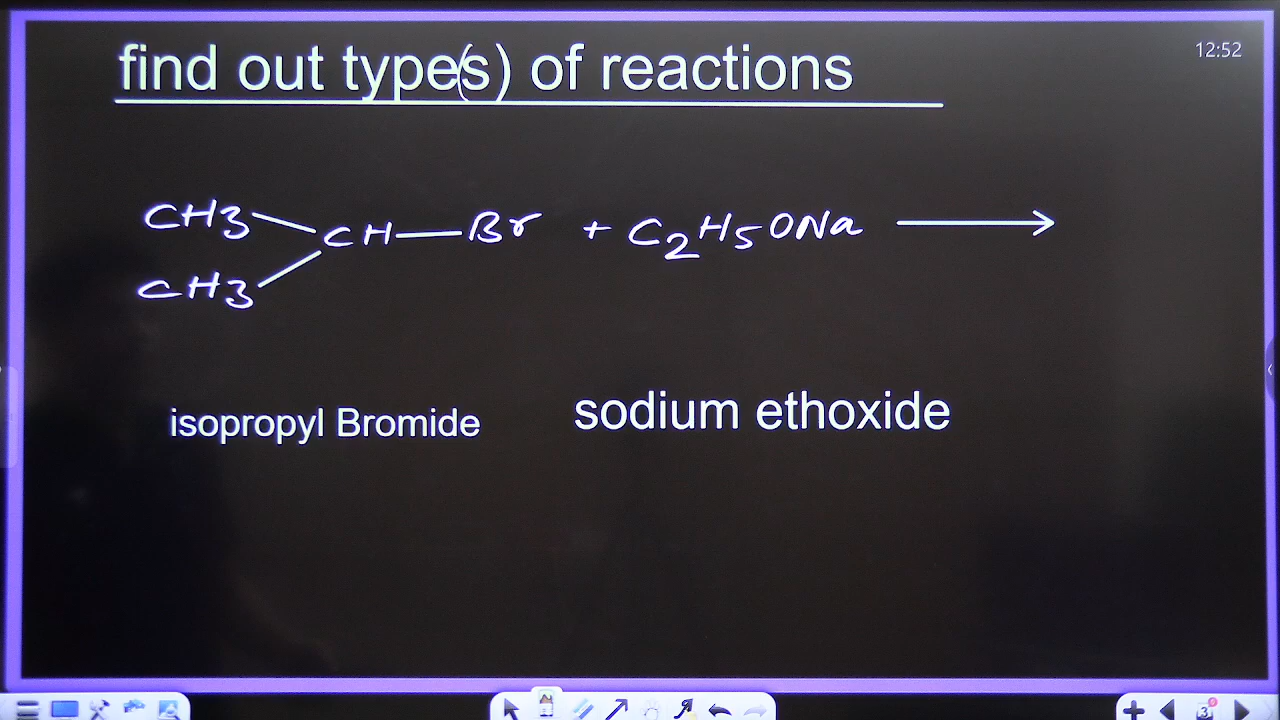 find out type(s) of reactions
12:52
CH3
CH—Br + C2H5ONa ⟶
CH3
isopropyl Bromide
sodium ethoxide